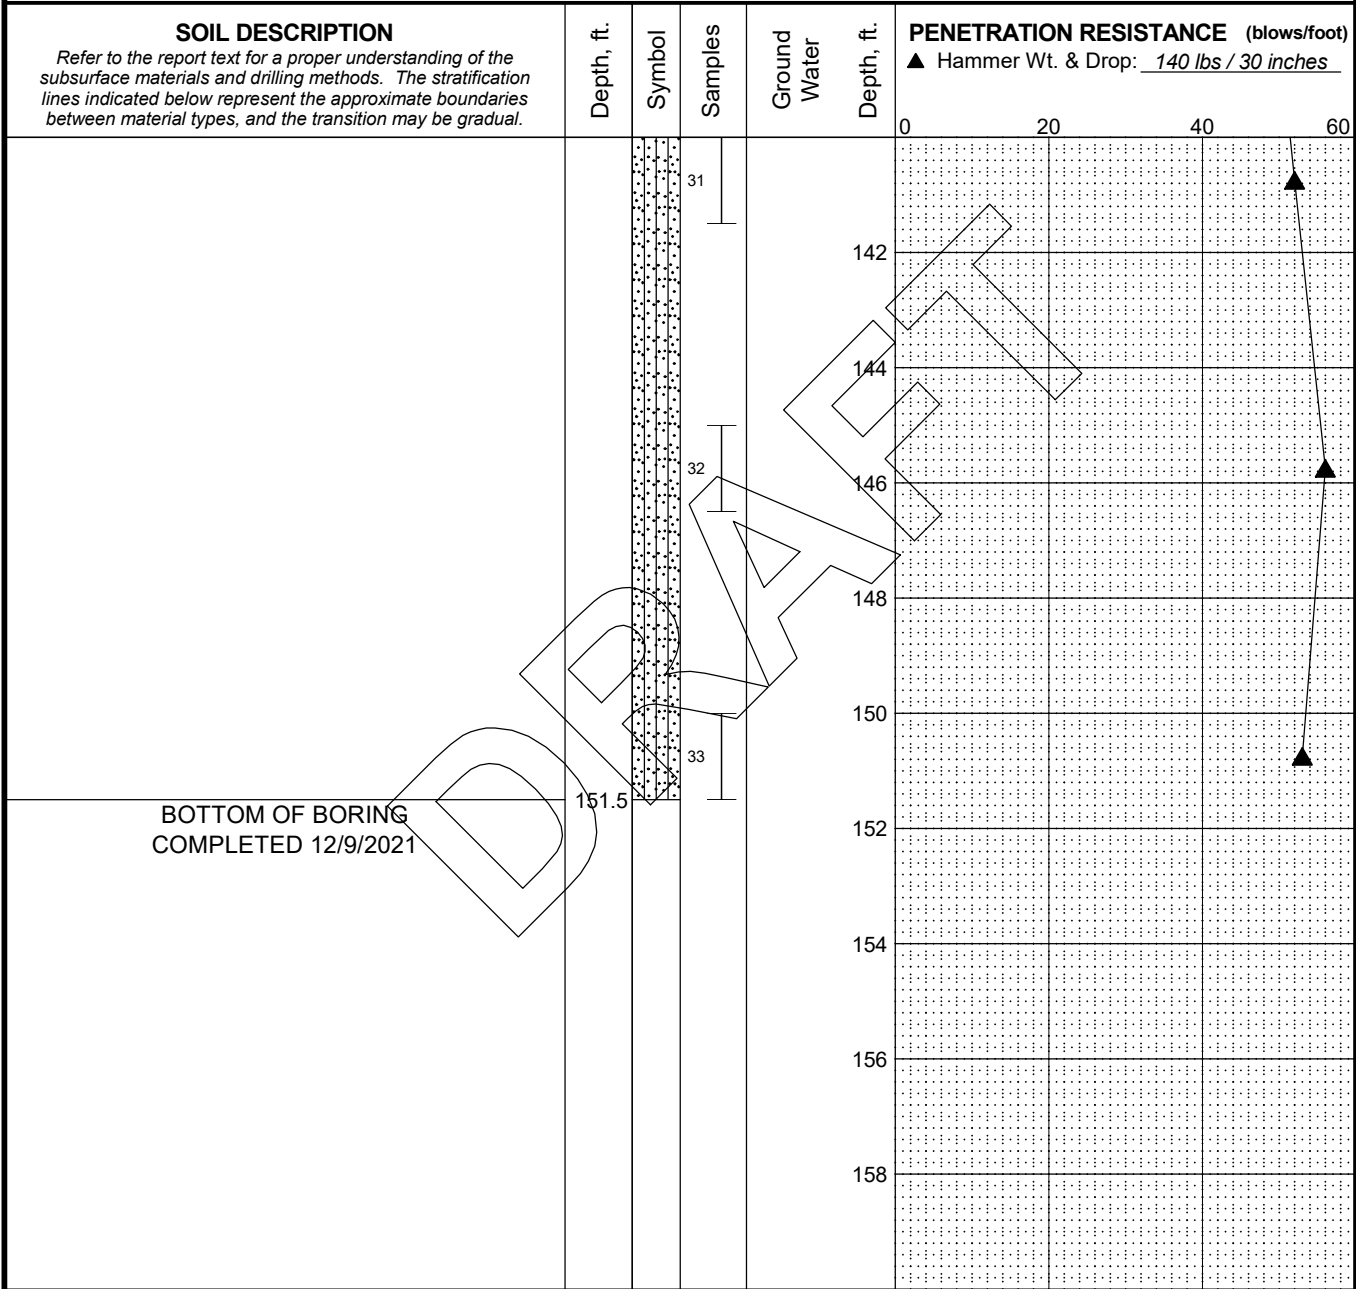 SOIL DESCRIPTION
Refer to the report text for a proper understanding of the
subsurface materials and drilling methods. The stratification
lines indicated below represent the approximate boundaries
between material types, and the transition may be gradual.
Depth, ft.
Symbol
Samples
Ground
Water
Depth, ft.
PENETRATION RESISTANCE (blows/foot)
▲ Hammer Wt. & Drop: 140 lbs / 30 inches
0 20 40 60
31
142
144
32
146
148
150
33
151.5
BOTTOM OF BORING
COMPLETED 12/9/2021
152
154
156
158
DRAFT